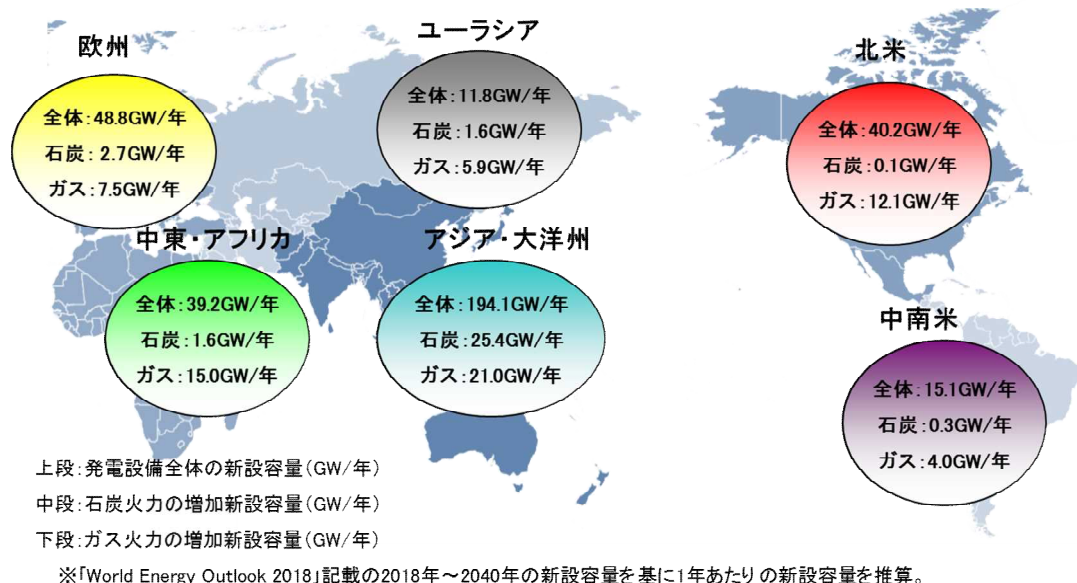 欧州
全体:48.8GW/年
石炭:2.7GW/年
ガス:7.5GW/年
ユーラシア
全体:11.8GW/年
石炭:1.6GW/年
ガス:5.9GW/年
北米
全体:40.2GW/年
石炭:0.1GW/年
ガス:12.1GW/年
中東・アフリカ
全体:39.2GW/年
石炭:1.6GW/年
ガス:15.0GW/年
アジア・大洋州
全体:194.1GW/年
石炭:25.4GW/年
ガス:21.0GW/年
中南米
全体:15.1GW/年
石炭:0.3GW/年
ガス:4.0GW/年
上段:発電設備全体の新設容量(GW/年)
中段:石炭火力の増加新設容量(GW/年)
下段:ガス火力の増加新設容量(GW/年)
※「World Energy Outlook 2018」記載の2018年~2040年の新設容量を基に1年あたりの新設容量を推算。